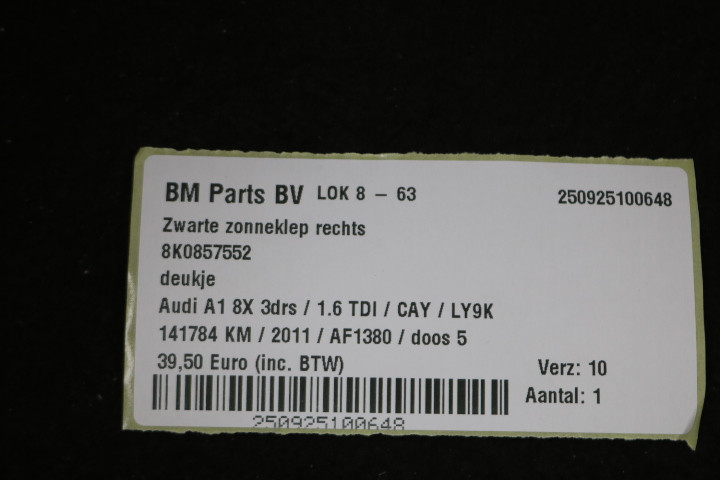 BM Parts BV LOK 8 – 63 250925100648
Zwarte zonneklep rechts
8K0857552
deukje
Audi A1 8X 3drs / 1.6 TDI / CAY / LY9K
141784 KM / 2011 / AF1380 / doos 5
39,50 Euro (inc. BTW) Verz: 10
Aantal: 1
250925100648